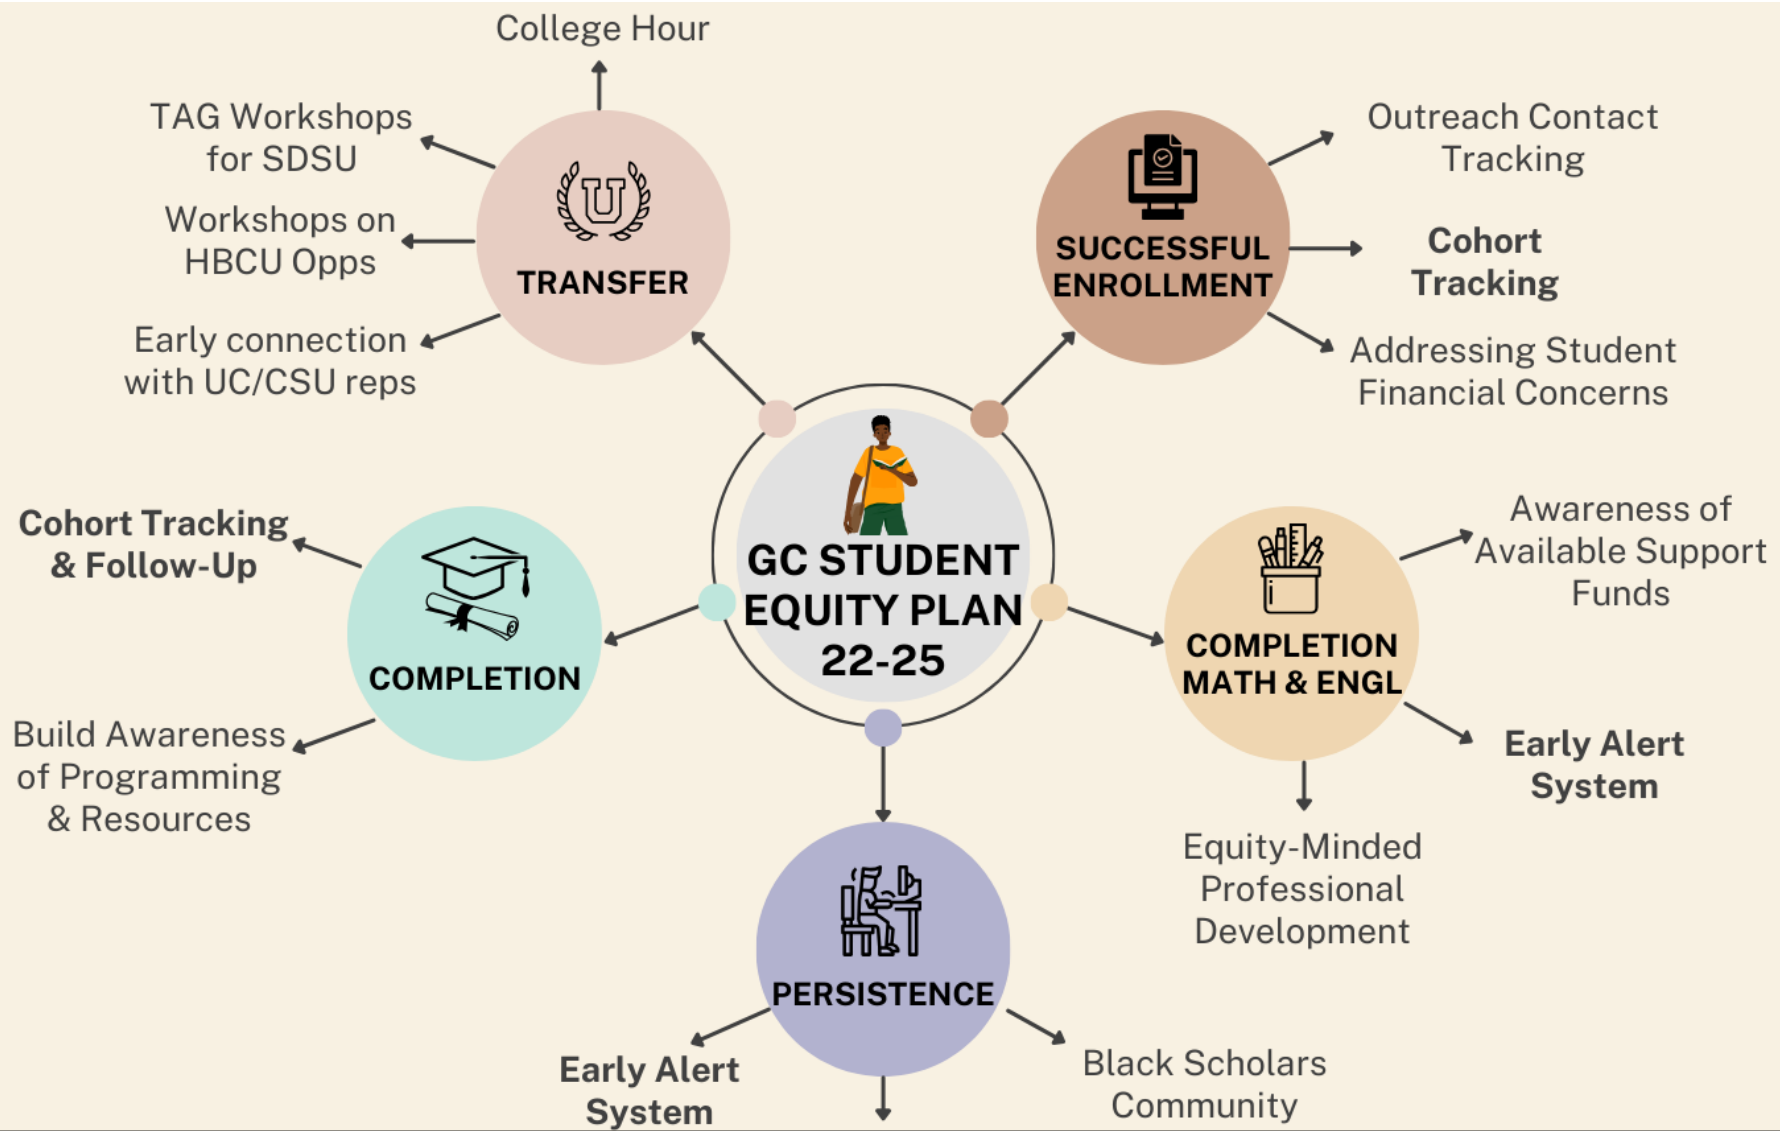 College Hour
TAG Workshops
for SDSU
Workshops on
HBCU Opps
Early connection
with UC/CSU reps
U
TRANSFER
SUCCESSFUL
ENROLLMENT
Outreach Contact
Tracking
Cohort
Tracking
Addressing Student
Financial Concerns
GC STUDENT
EQUITY PLAN
22-25
Cohort Tracking
& Follow-Up
COMPLETION
Build Awareness
of Programming
& Resources
COMPLETION
MATH & ENGL
Awareness of
Available Support
Funds
Early Alert
System
Equity-Minded
Professional
Development
PERSISTENCE
Early Alert
System
Black Scholars
Community